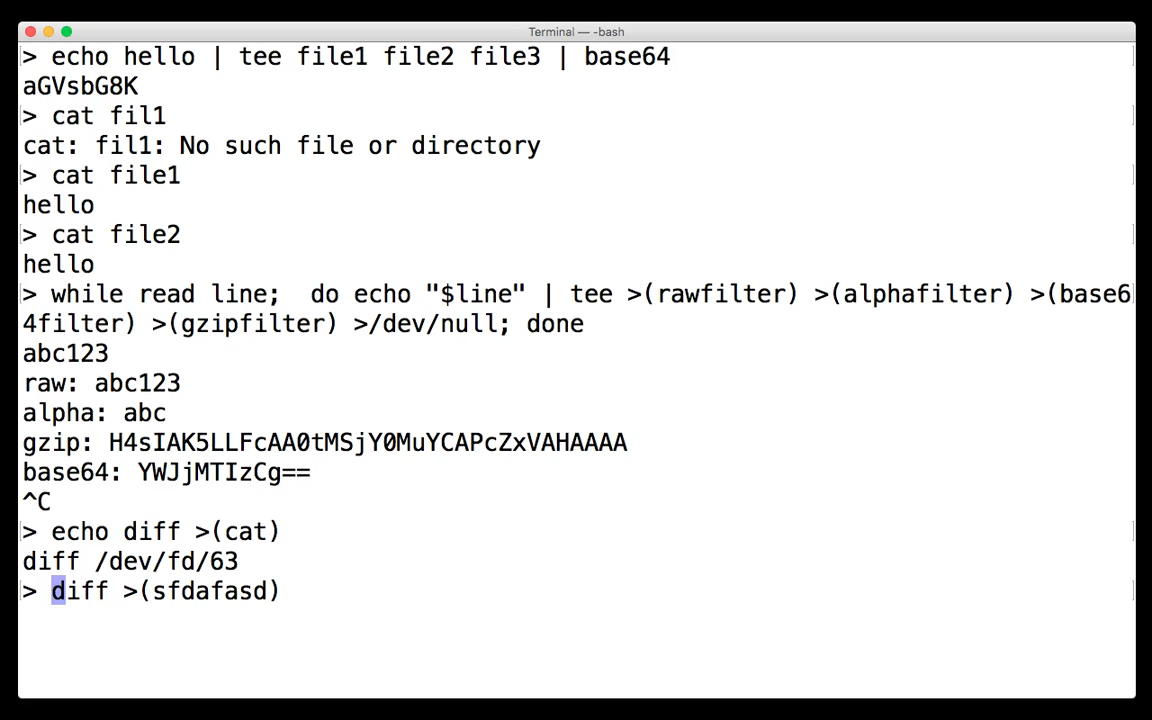 Terminal — -bash
> echo hello | tee file1 file2 file3 | base64
aGVsbG8K
> cat fil1
cat: fil1: No such file or directory
> cat file1
hello
> cat file2
hello
> while read line;  do echo "$line" | tee >(rawfilter) >(alphafilter) >(base6
4filter) >(gzipfilter) >/dev/null; done
abc123
raw: abc123
alpha: abc
gzip: H4sIAK5LLFcAA0tMSjY0MuYCAPcZxVAHAAAA
base64: YWJjMTIzCg==
^C
> echo diff >(cat)
diff /dev/fd/63
> diff >(sfdafasd)